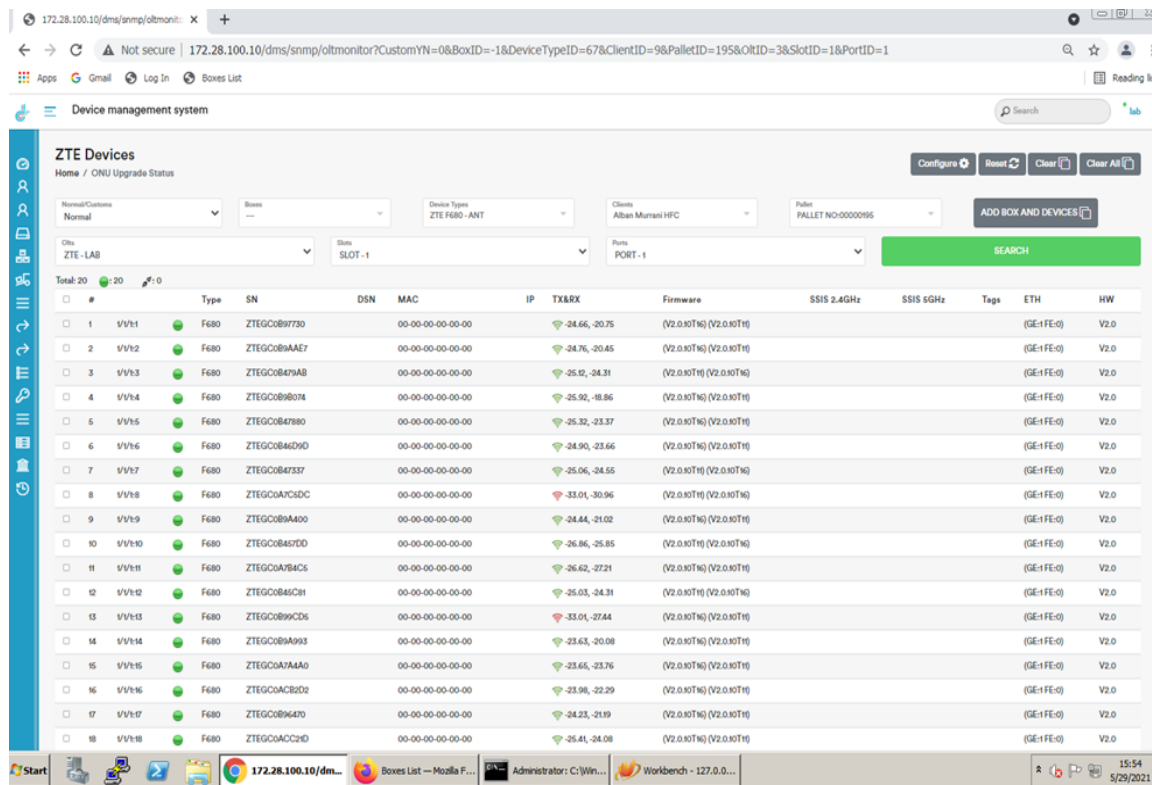 172.28.100.10/dms/snmp/oltmonit
Not secure | 172.28.100.10/dms/snmp/oltmonitor?CustomYN=0&BoxID=-1&DeviceTypeID=67&ClientID=9&PalletID=195&OltID=3&SlotID=1&PortID=1
Apps Gmail Log In Boxes List Reading li
Device management system Search lab
ZTE Devices
Home / ONU Upgrade Status
Configure Reset Clear Clear All
Normal/Customs Boxes Device Types Clients Pallet
Normal --- ZTE F680 - ANT Alban Murrani HFC PALLET NO:00000195 ADD BOX AND DEVICES
Olts Slots Ports
ZTE - LAB SLOT - 1 PORT - 1 SEARCH
Total: 20 : 20 : 0
# Type SN DSN MAC IP TX&RX Firmware SSIS 2.4GHz SSIS 5GHz Tags ETH HW
1 1/1/1:1 F680 ZTEGC0B97730 00-00-00-00-00-00 -24.66, -20.75 (V2.0.10T16) (V2.0.10T11) (GE:1 FE:0) V2.0
2 1/1/1:2 F680 ZTEGC0B9AAE7 00-00-00-00-00-00 -24.76, -20.45 (V2.0.10T16) (V2.0.10T11) (GE:1 FE:0) V2.0
3 1/1/1:3 F680 ZTEGC0B479AB 00-00-00-00-00-00 -25.12, -24.31 (V2.0.10T11) (V2.0.10T16) (GE:1 FE:0) V2.0
4 1/1/1:4 F680 ZTEGC0B9B074 00-00-00-00-00-00 -25.92, -18.86 (V2.0.10T16) (V2.0.10T11) (GE:1 FE:0) V2.0
5 1/1/1:5 F680 ZTEGC0B47880 00-00-00-00-00-00 -25.32, -23.37 (V2.0.10T16) (V2.0.10T11) (GE:1 FE:0) V2.0
6 1/1/1:6 F680 ZTEGC0B46D9D 00-00-00-00-00-00 -24.90, -23.66 (V2.0.10T16) (V2.0.10T11) (GE:1 FE:0) V2.0
7 1/1/1:7 F680 ZTEGC0B47337 00-00-00-00-00-00 -25.06, -24.55 (V2.0.10T11) (V2.0.10T16) (GE:1 FE:0) V2.0
8 1/1/1:8 F680 ZTEGC0A7C5DC 00-00-00-00-00-00 -33.01, -30.96 (V2.0.10T11) (V2.0.10T16) (GE:1 FE:0) V2.0
9 1/1/1:9 F680 ZTEGC0B9A400 00-00-00-00-00-00 -24.44, -21.02 (V2.0.10T16) (V2.0.10T11) (GE:1 FE:0) V2.0
10 1/1/1:10 F680 ZTEGC0B457DD 00-00-00-00-00-00 -26.86, -25.85 (V2.0.10T11) (V2.0.10T16) (GE:1 FE:0) V2.0
11 1/1/1:11 F680 ZTEGC0A7B4C5 00-00-00-00-00-00 -26.62, -27.21 (V2.0.10T16) (V2.0.10T11) (GE:1 FE:0) V2.0
12 1/1/1:12 F680 ZTEGC0B45C81 00-00-00-00-00-00 -25.03, -24.31 (V2.0.10T11) (V2.0.10T16) (GE:1 FE:0) V2.0
13 1/1/1:13 F680 ZTEGC0B99CD5 00-00-00-00-00-00 -33.01, -27.44 (V2.0.10T16) (V2.0.10T11) (GE:1 FE:0) V2.0
14 1/1/1:14 F680 ZTEGC0B9A993 00-00-00-00-00-00 -23.63, -20.08 (V2.0.10T16) (V2.0.10T11) (GE:1 FE:0) V2.0
15 1/1/1:15 F680 ZTEGC0A7A4A0 00-00-00-00-00-00 -23.65, -23.76 (V2.0.10T16) (V2.0.10T11) (GE:1 FE:0) V2.0
16 1/1/1:16 F680 ZTEGC0ACB2D2 00-00-00-00-00-00 -23.98, -22.29 (V2.0.10T16) (V2.0.10T11) (GE:1 FE:0) V2.0
17 1/1/1:17 F680 ZTEGC0B96470 00-00-00-00-00-00 -24.23, -21.19 (V2.0.10T16) (V2.0.10T11) (GE:1 FE:0) V2.0
18 1/1/1:18 F680 ZTEGC0ACC21D 00-00-00-00-00-00 -25.41, -24.08 (V2.0.10T16) (V2.0.10T11) (GE:1 FE:0) V2.0
Start 172.28.100.10/dm... Boxes List — Mozilla F... Administrator: C:\Win... Workbench - 127.0.0... 15:54
5/29/2021